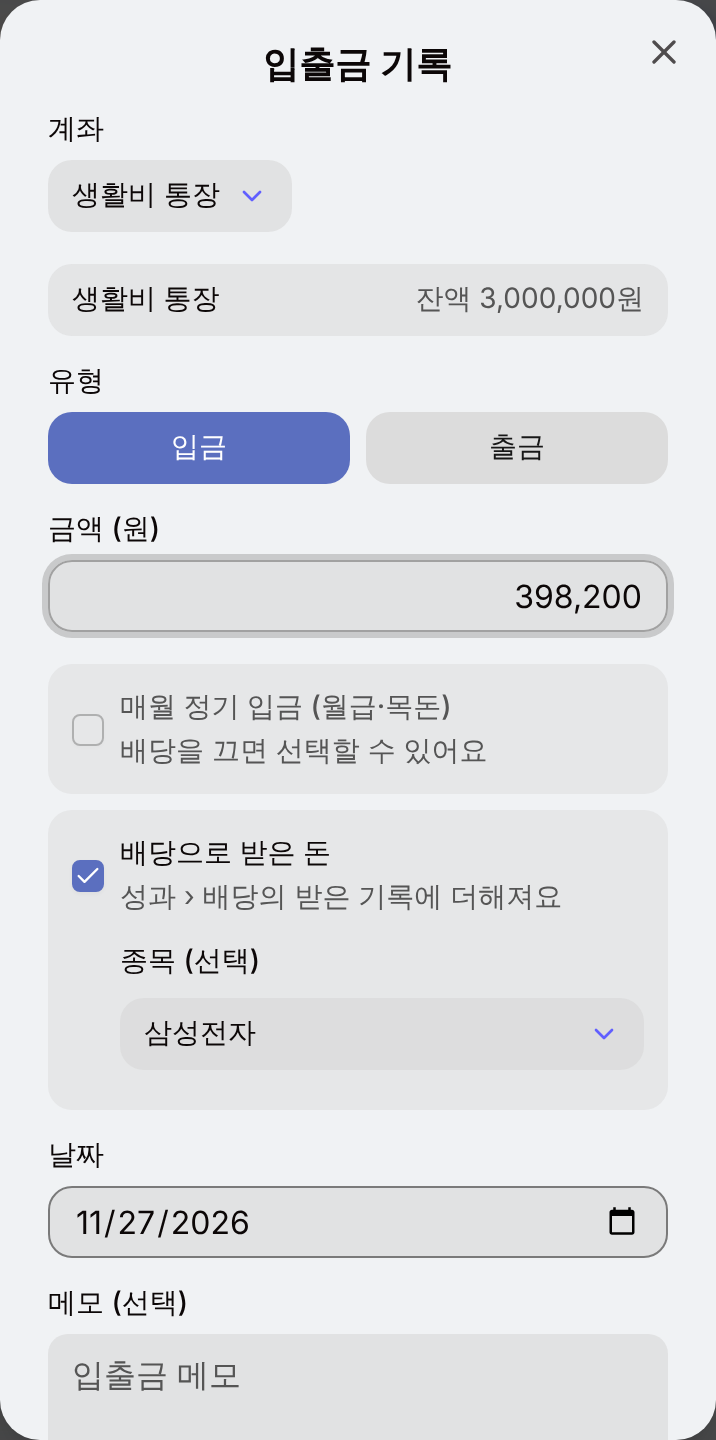 입출금 기록
계좌
생활비 통장
생활비 통장 잔액 3,000,000원
유형
입금 출금
금액 (원)
398,200
매월 정기 입금 (월급·목돈)
배당을 끄면 선택할 수 있어요
배당으로 받은 돈
성과 › 배당의 받은 기록에 더해져요
종목 (선택)
삼성전자
날짜
11/27/2026
메모 (선택)
입출금 메모